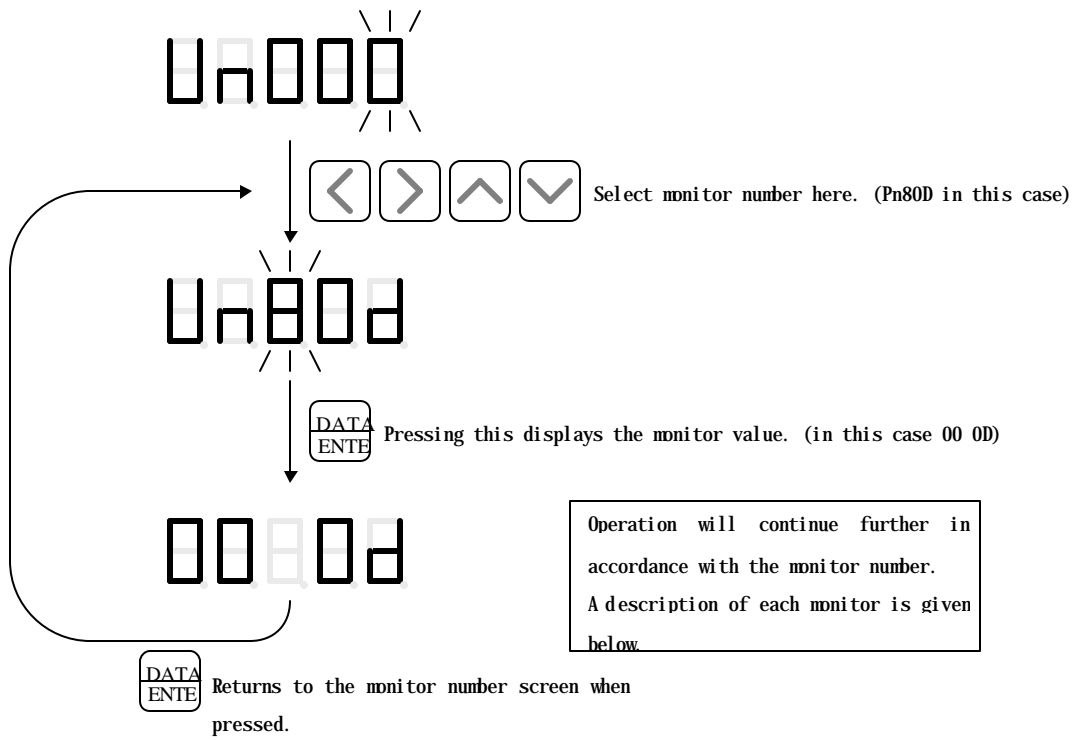 Un000
Select monitor number here. (Pn80D in this case)
Un80d
DATA
ENTE
Pressing this displays the monitor value. (in this case 00 0D)
00 0d
Operation will continue further in
accordance with the monitor number.
A description of each monitor is given
below.
DATA
ENTE
Returns to the monitor number screen when
pressed.